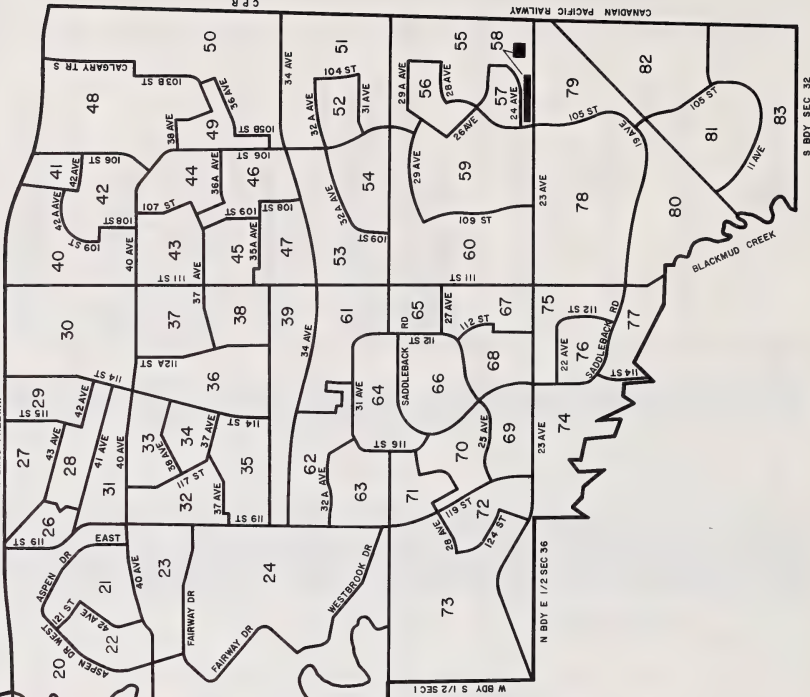 C P R
CANADIAN PACIFIC RAILWAY
50
51
55
58
82
CALGARY TR S
103B ST
34 AVE
104 ST
29A AVE
56
28 AVE
57
24 AVE
79
48
36 AVE
49
38 AVE
105B ST
32 A AVE
52
31 AVE
26 AVE
105 ST
19 AVE
105 ST
81
83
S BDY SEC 32
11 AVE
41
42 AVE
106 ST
44
36A AVE
106 ST
46
29 AVE
59
23 AVE
42A AVE
42
108 ST
107 ST
109 ST
108 ST
32A AVE
54
109 ST
109 ST
78
80
BLACKMUD CREEK
40
109 ST
40 AVE
43
111 ST
37 AVE
45
35A AVE
47
53
60
111 ST
30
37
38
39
34 AVE
61
RD
65
27 AVE
67
75
112 ST
RD
77
112 ST
112 ST
22 AVE
76
SADDLEBACK
114 ST
114 ST
112A ST
36
31 AVE
64
SADDLEBACK
66
68
29
115 ST
42 AVE
33
38 AVE
34
37 AVE
114 ST
116 ST
25 AVE
69
23 AVE
74
27
43 AVE
28
41 AVE
40 AVE
31
117 ST
32
37 AVE
35
62
32A AVE
63
71
70
26
119 ST
119 ST
28 AVE
119 ST
72
124 ST
EAST
ASPEN DR
21
40 AVE
23
24
WESTBROOK DR
73
N BDY E 1/2 SEC 36
121 ST
42 AVE
22
FAIRWAY DR
FAIRWAY DR
20
ASPEN DR WEST
W BDY S 1/2 SEC 1